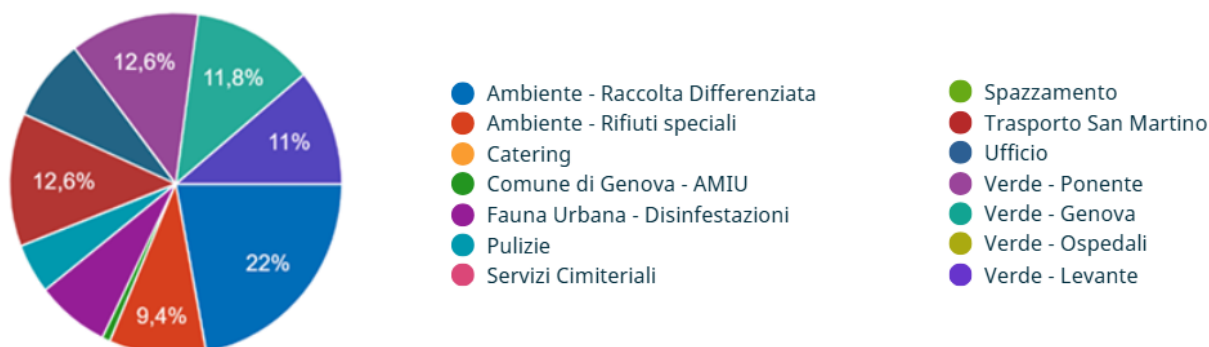 12,6%
11,8%
11%
12,6%
22%
9,4%
Ambiente - Raccolta Differenziata
Ambiente - Rifiuti speciali
Catering
Comune di Genova - AMIU
Fauna Urbana - Disinfestazioni
Pulizie
Servizi Cimiteriali
Spazzamento
Trasporto San Martino
Ufficio
Verde - Ponente
Verde - Genova
Verde - Ospedali
Verde - Levante